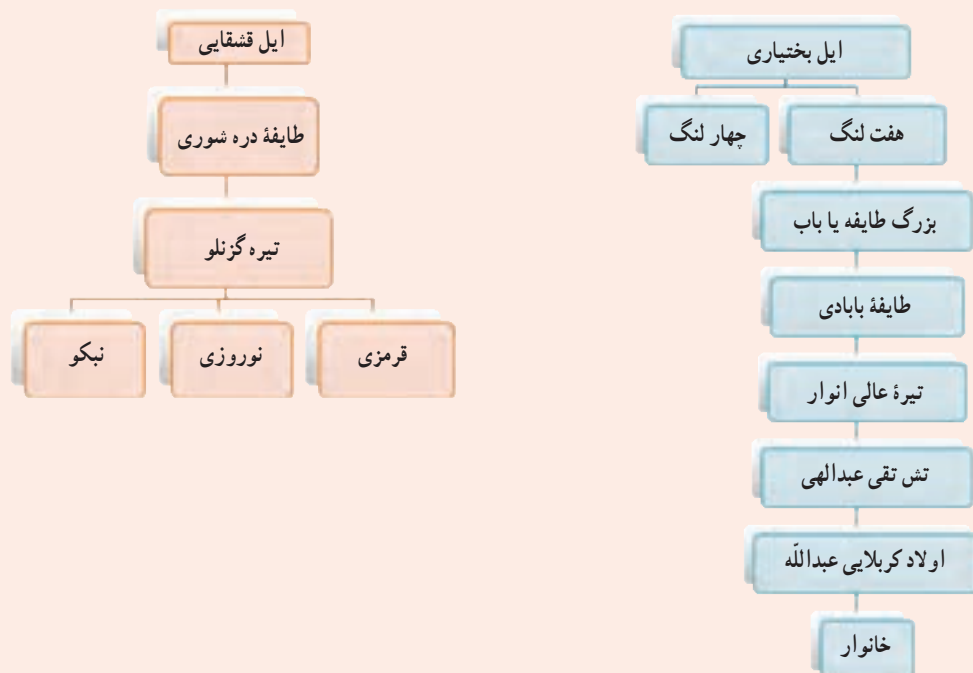 ایل بختیاری
هفت لنگ
چهار لنگ
بزرگ طایفه یا باب
طایفهٔ بابادی
تیرهٔ عالی انوار
تش تقی عبدالهی
اولاد کربلایی عبداللّه
خانوار
ایل قشقایی
طایفهٔ دره شوری
تیره گزنلو
قرمزی
نوروزی
نبکو